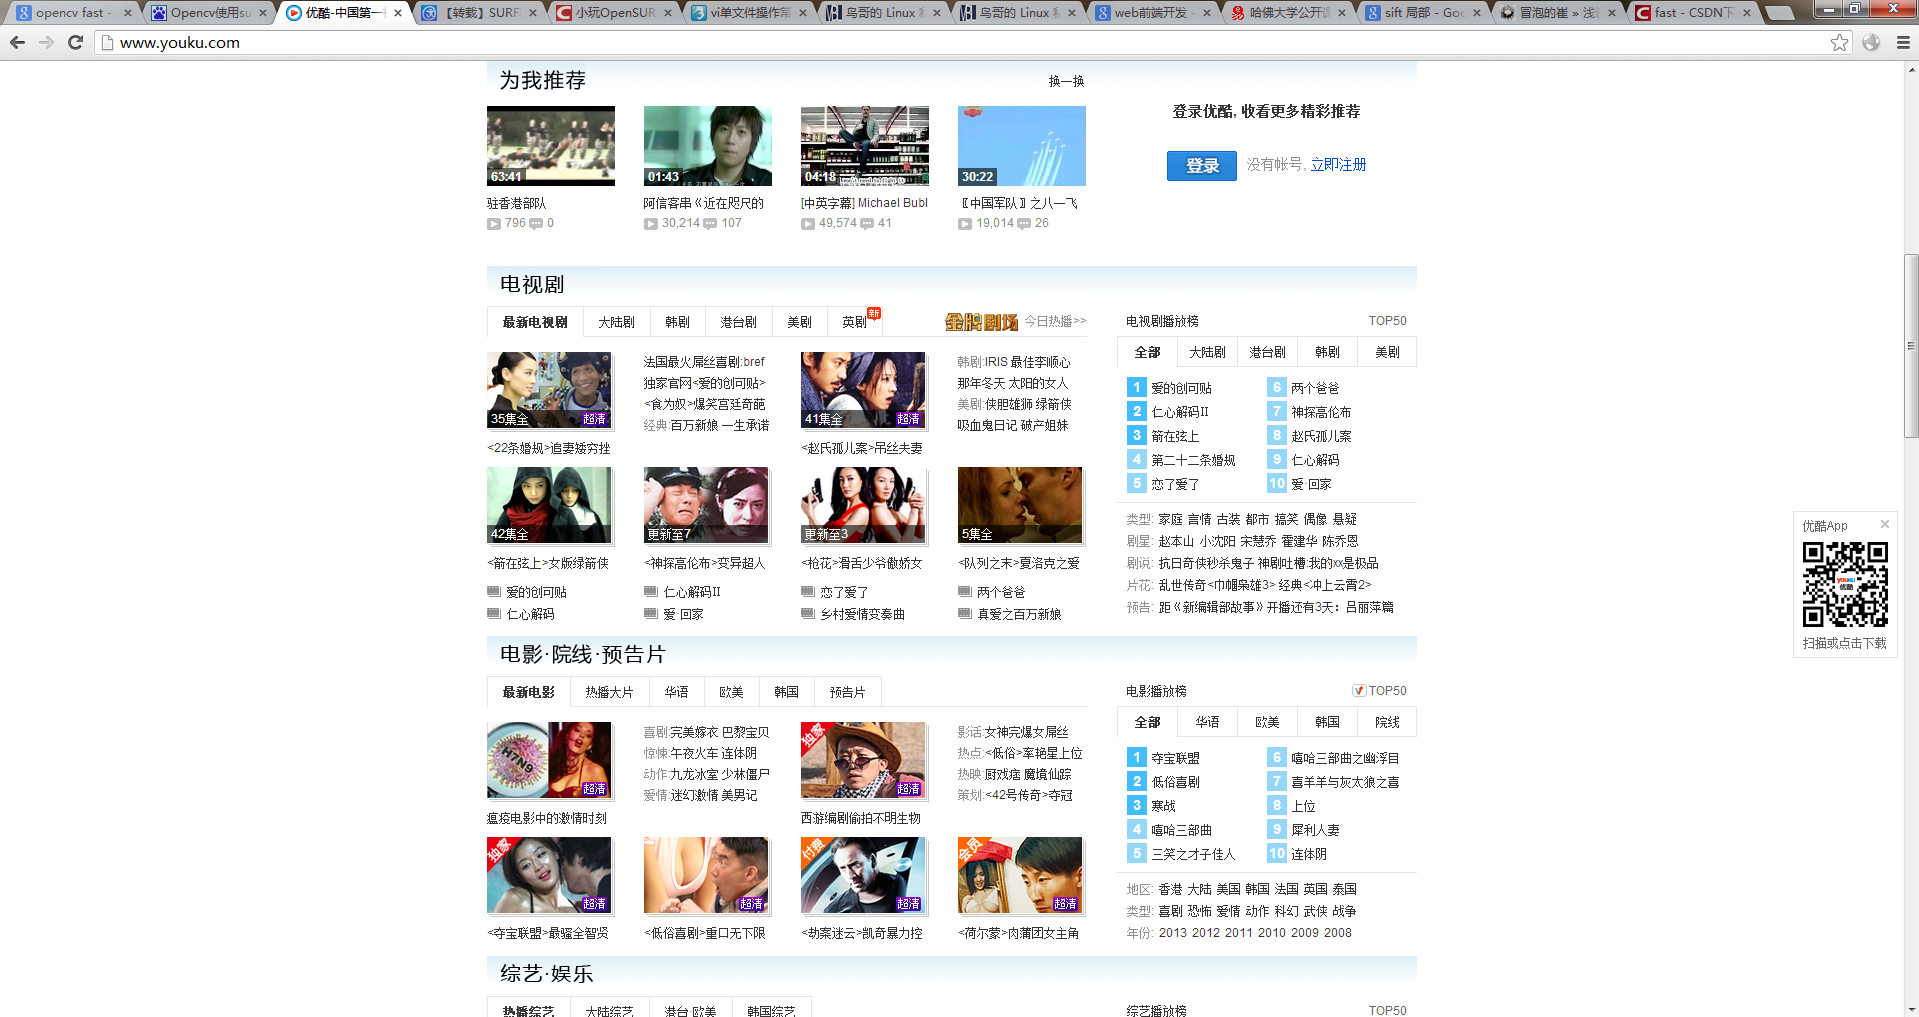 opencv fast -
Opencv使用su
优酷-中国第一
【转载】SURF
小玩OpenSUR
vi单文件操作常
鸟哥的 Linux 私
鸟哥的 Linux 私
web前端开发 -
哈佛大学公开课
sift 局部 - Goo
冒泡的崔 » 浅
fast - CSDN下
www.youku.com
为我推荐
换一换
63:41
01:43
04:18
30:22
驻香港部队
阿信客串《近在咫尺的
[中英字幕] Michael Bubl
〖中国军队〗之八一飞
796 0
30,214 107
49,574 41
19,014 26
登录优酷, 收看更多精彩推荐
登录 没有帐号, 立即注册
电视剧
最新电视剧 大陆剧 韩剧 港台剧 美剧 英剧 新
金牌剧场 今日热播>>
35集全 超清
<22条婚规>追妻矮穷挫
法国最火屌丝喜剧:bref
独家官网<爱的创可贴>
<食为奴>爆笑宫廷奇葩
经典:百万新娘 一生承诺
41集全 超清
<赵氏孤儿案>吊丝夫妻
韩剧:IRIS 最佳李顺心
那年冬天 太阳的女人
美剧:侠胆雄狮 绿箭侠
吸血鬼日记 破产姐妹
42集全
更新至7
更新至3
5集全
<箭在弦上>女版绿箭侠
<神探高伦布>变异超人
<枪花>滑舌少爷傲娇女
<队列之末>夏洛克之爱
爱的创可贴
仁心解码II
恋了爱了
两个爸爸
仁心解码
爱·回家
乡村爱情变奏曲
真爱之百万新娘
电视剧播放榜 TOP50
全部 大陆剧 港台剧 韩剧 美剧
1 爱的创可贴 6 两个爸爸
2 仁心解码II 7 神探高伦布
3 箭在弦上 8 赵氏孤儿案
4 第二十二条婚规 9 仁心解码
5 恋了爱了 10 爱·回家
类型: 家庭 言情 古装 都市 搞笑 偶像 悬疑
剧星: 赵本山 小沈阳 宋慧乔 霍建华 陈乔恩
剧说: 抗日奇侠秒杀鬼子 神剧吐槽:我的xx是极品
片花: 乱世传奇<巾帼枭雄3> 经典<冲上云霄2>
预告: 距《新编辑部故事》开播还有3天：吕丽萍篇
优酷App
YOUKU 优酷
扫描或点击下载
电影·院线·预告片
最新电影 热播大片 华语 欧美 韩国 预告片
H7N9 超清
瘟疫电影中的激情时刻
喜剧:完美嫁衣 巴黎宝贝
惊悚:午夜火车 连体阴
动作:九龙冰室 少林僵尸
爱情:迷幻激情 美男记
独家 超清
西游编剧偷拍不明生物
影话:女神完爆女屌丝
热点:<低俗>率艳星上位
热映:厨戏痞 魔境仙踪
策划:<42号传奇>夺冠
独家 超清
超清
付费 超清
会员 超清
<夺宝联盟>最骚全智贤
<低俗喜剧>重口无下限
<劫案迷云>凯奇暴力控
<荷尔蒙>肉蒲团女主角
电影播放榜 TOP50
全部 华语 欧美 韩国 院线
1 夺宝联盟 6 嘻哈三部曲之幽浮目
2 低俗喜剧 7 喜羊羊与灰太狼之喜
3 寒战 8 上位
4 嘻哈三部曲 9 犀利人妻
5 三笑之才子佳人 10 连体阴
地区: 香港 大陆 美国 韩国 法国 英国 泰国
类型: 喜剧 恐怖 爱情 动作 科幻 武侠 战争
年份: 2013 2012 2011 2010 2009 2008
综艺·娱乐
热播综艺 大陆综艺 港台·欧美 韩国综艺
综艺播放榜 TOP50